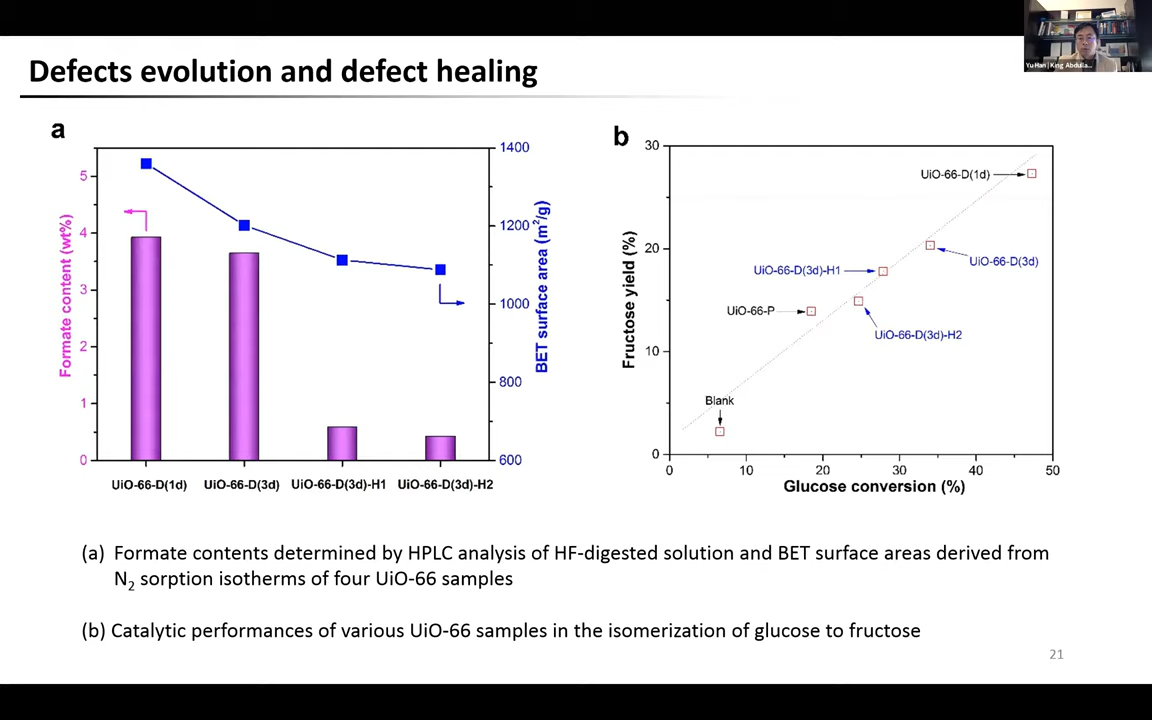 Defects evolution and defect healing
Yu Han | King Abdulla...
a
Formate content (wt%)
5
4
3
2
1
0
1400
1200
1000
800
600
BET surface area (m²/g)
UiO-66-D(1d) UiO-66-D(3d) UiO-66-D(3d)-H1 UiO-66-D(3d)-H2
b
Fructose yield (%)
30
20
10
0
UiO-66-D(1d)
UiO-66-D(3d)
UiO-66-D(3d)-H1
UiO-66-P
UiO-66-D(3d)-H2
Blank
0 10 20 30 40 50
Glucose conversion (%)
(a) Formate contents determined by HPLC analysis of HF-digested solution and BET surface areas derived from
N₂ sorption isotherms of four UiO-66 samples
(b) Catalytic performances of various UiO-66 samples in the isomerization of glucose to fructose
21